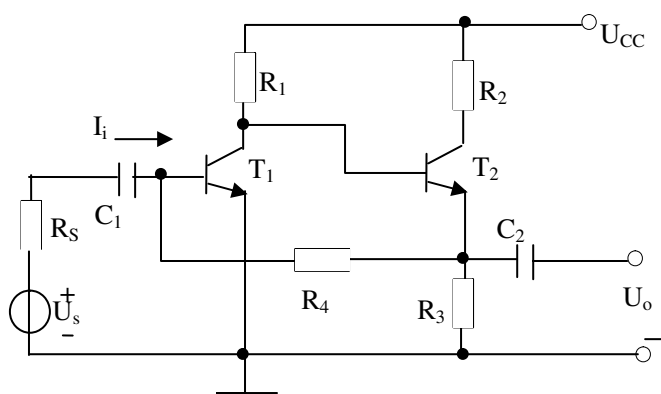 U_CC
R_1
R_2
I_i
T_1
T_2
C_1
R_S
C_2
+
U_s
−
R_4
R_3
U_o
−